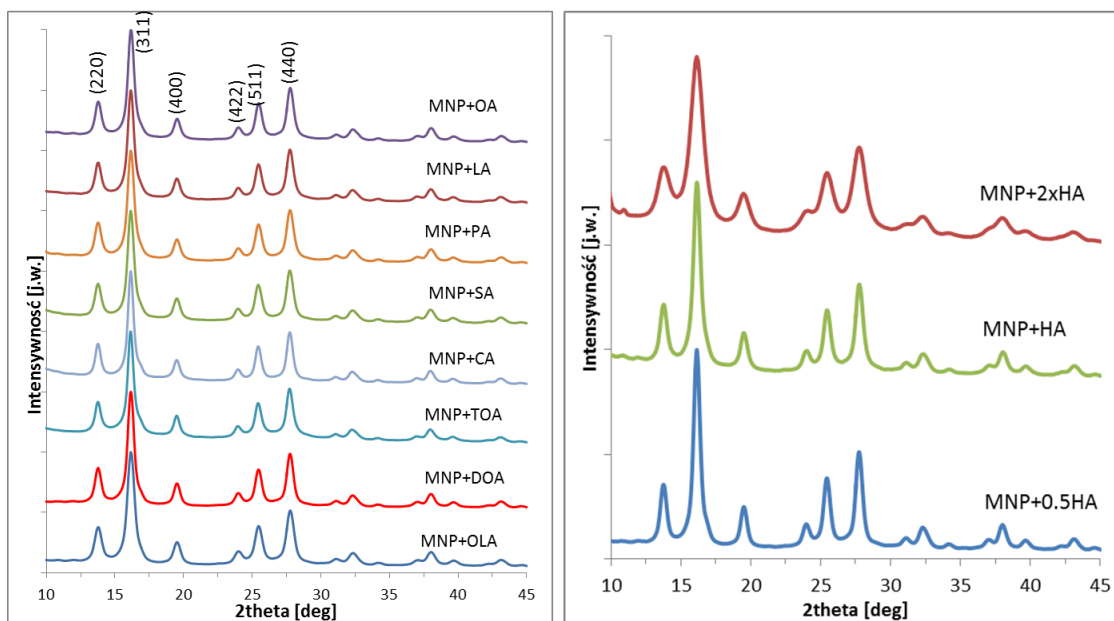 (220)
(311)
(400)
(422)
(511)
(440)
MNP+OA
MNP+LA
MNP+PA
MNP+SA
MNP+CA
MNP+TOA
MNP+DOA
MNP+OLA
Intensywność [j.w.]
10 15 20 25 30 35 40 45
2theta [deg]
MNP+2xHA
MNP+HA
MNP+0.5HA
Intensywność [j.w.]
10 15 20 25 30 35 40 45
2theta [deg]